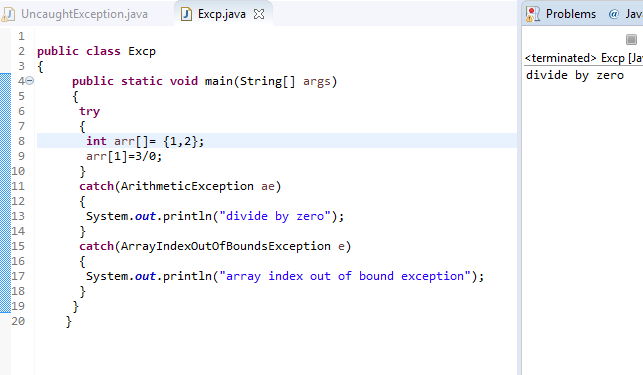 UncaughtException.java
Excp.java
Problems @ Jav
1
2 public class Excp
3 {
4 public static void main(String[] args)
5 {
6 try
7 {
8 int arr[]= {1,2};
9 arr[1]=3/0;
10 }
11 catch(ArithmeticException ae)
12 {
13 System.out.println("divide by zero");
14 }
15 catch(ArrayIndexOutOfBoundsException e)
16 {
17 System.out.println("array index out of bound exception");
18 }
19 }
20 }
<terminated> Excp [Ja
divide by zero